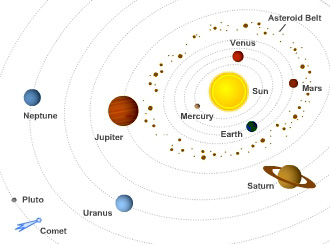 Asteroid Belt
Venus
Sun
Mars
Neptune
Mercury
Jupiter
Earth
Saturn
Pluto
Uranus
Comet